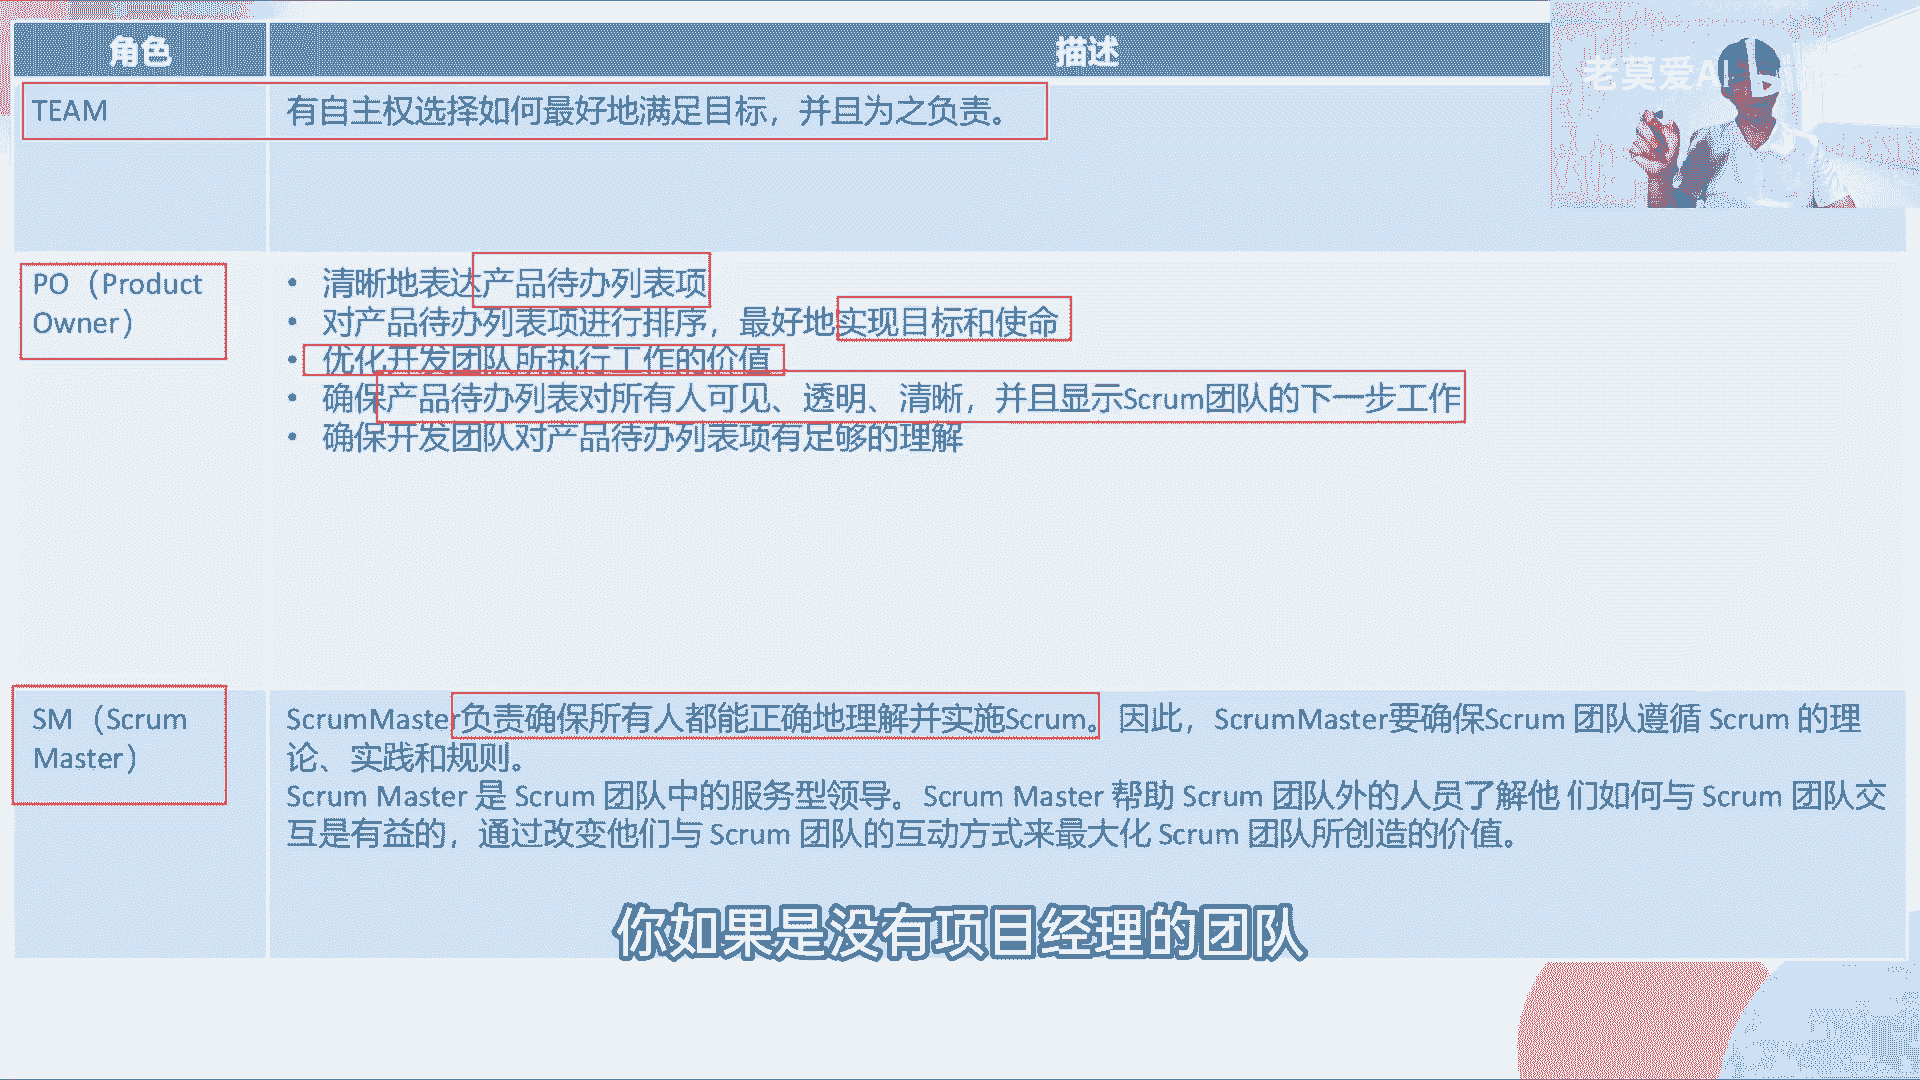 角色
描述
老莫爱AI
TEAM
有自主权选择如何最好地满足目标，并且为之负责。
PO（Product
Owner）
• 清晰地表达产品待办列表项
• 对产品待办列表项进行排序，最好地实现目标和使命
• 优化开发团队所执行工作的价值
• 确保产品待办列表对所有人可见、透明、清晰，并且显示Scrum团队的下一步工作
• 确保开发团队对产品待办列表项有足够的理解
SM（Scrum
Master）
ScrumMaster负责确保所有人都能正确地理解并实施Scrum。因此，ScrumMaster要确保Scrum 团队遵循 Scrum 的理
论、实践和规则。
Scrum Master 是 Scrum 团队中的服务型领导。Scrum Master 帮助 Scrum 团队外的人员了解他 们如何与 Scrum 团队交
互是有益的，通过改变他们与 Scrum 团队的互动方式来最大化 Scrum 团队所创造的价值。
你如果是没有项目经理的团队